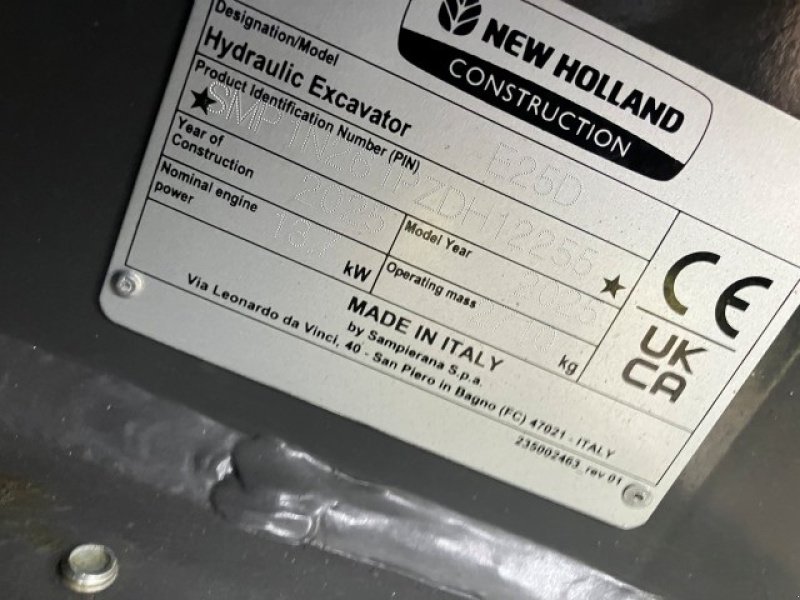 NEW HOLLAND
CONSTRUCTION
Designation/Model
Hydraulic Excavator
E25D
Product Identification Number (PIN)
Year of
Construction
2025
Model Year
2025
Nominal engine
power
kW
Operating mass
kg
CE
UK
CA
MADE IN ITALY
by Sampierana S.p.a.
Via Leonardo da Vinci, 40 - San Piero in Bagno (FC) 47021 - ITALY
235002463_rev 01